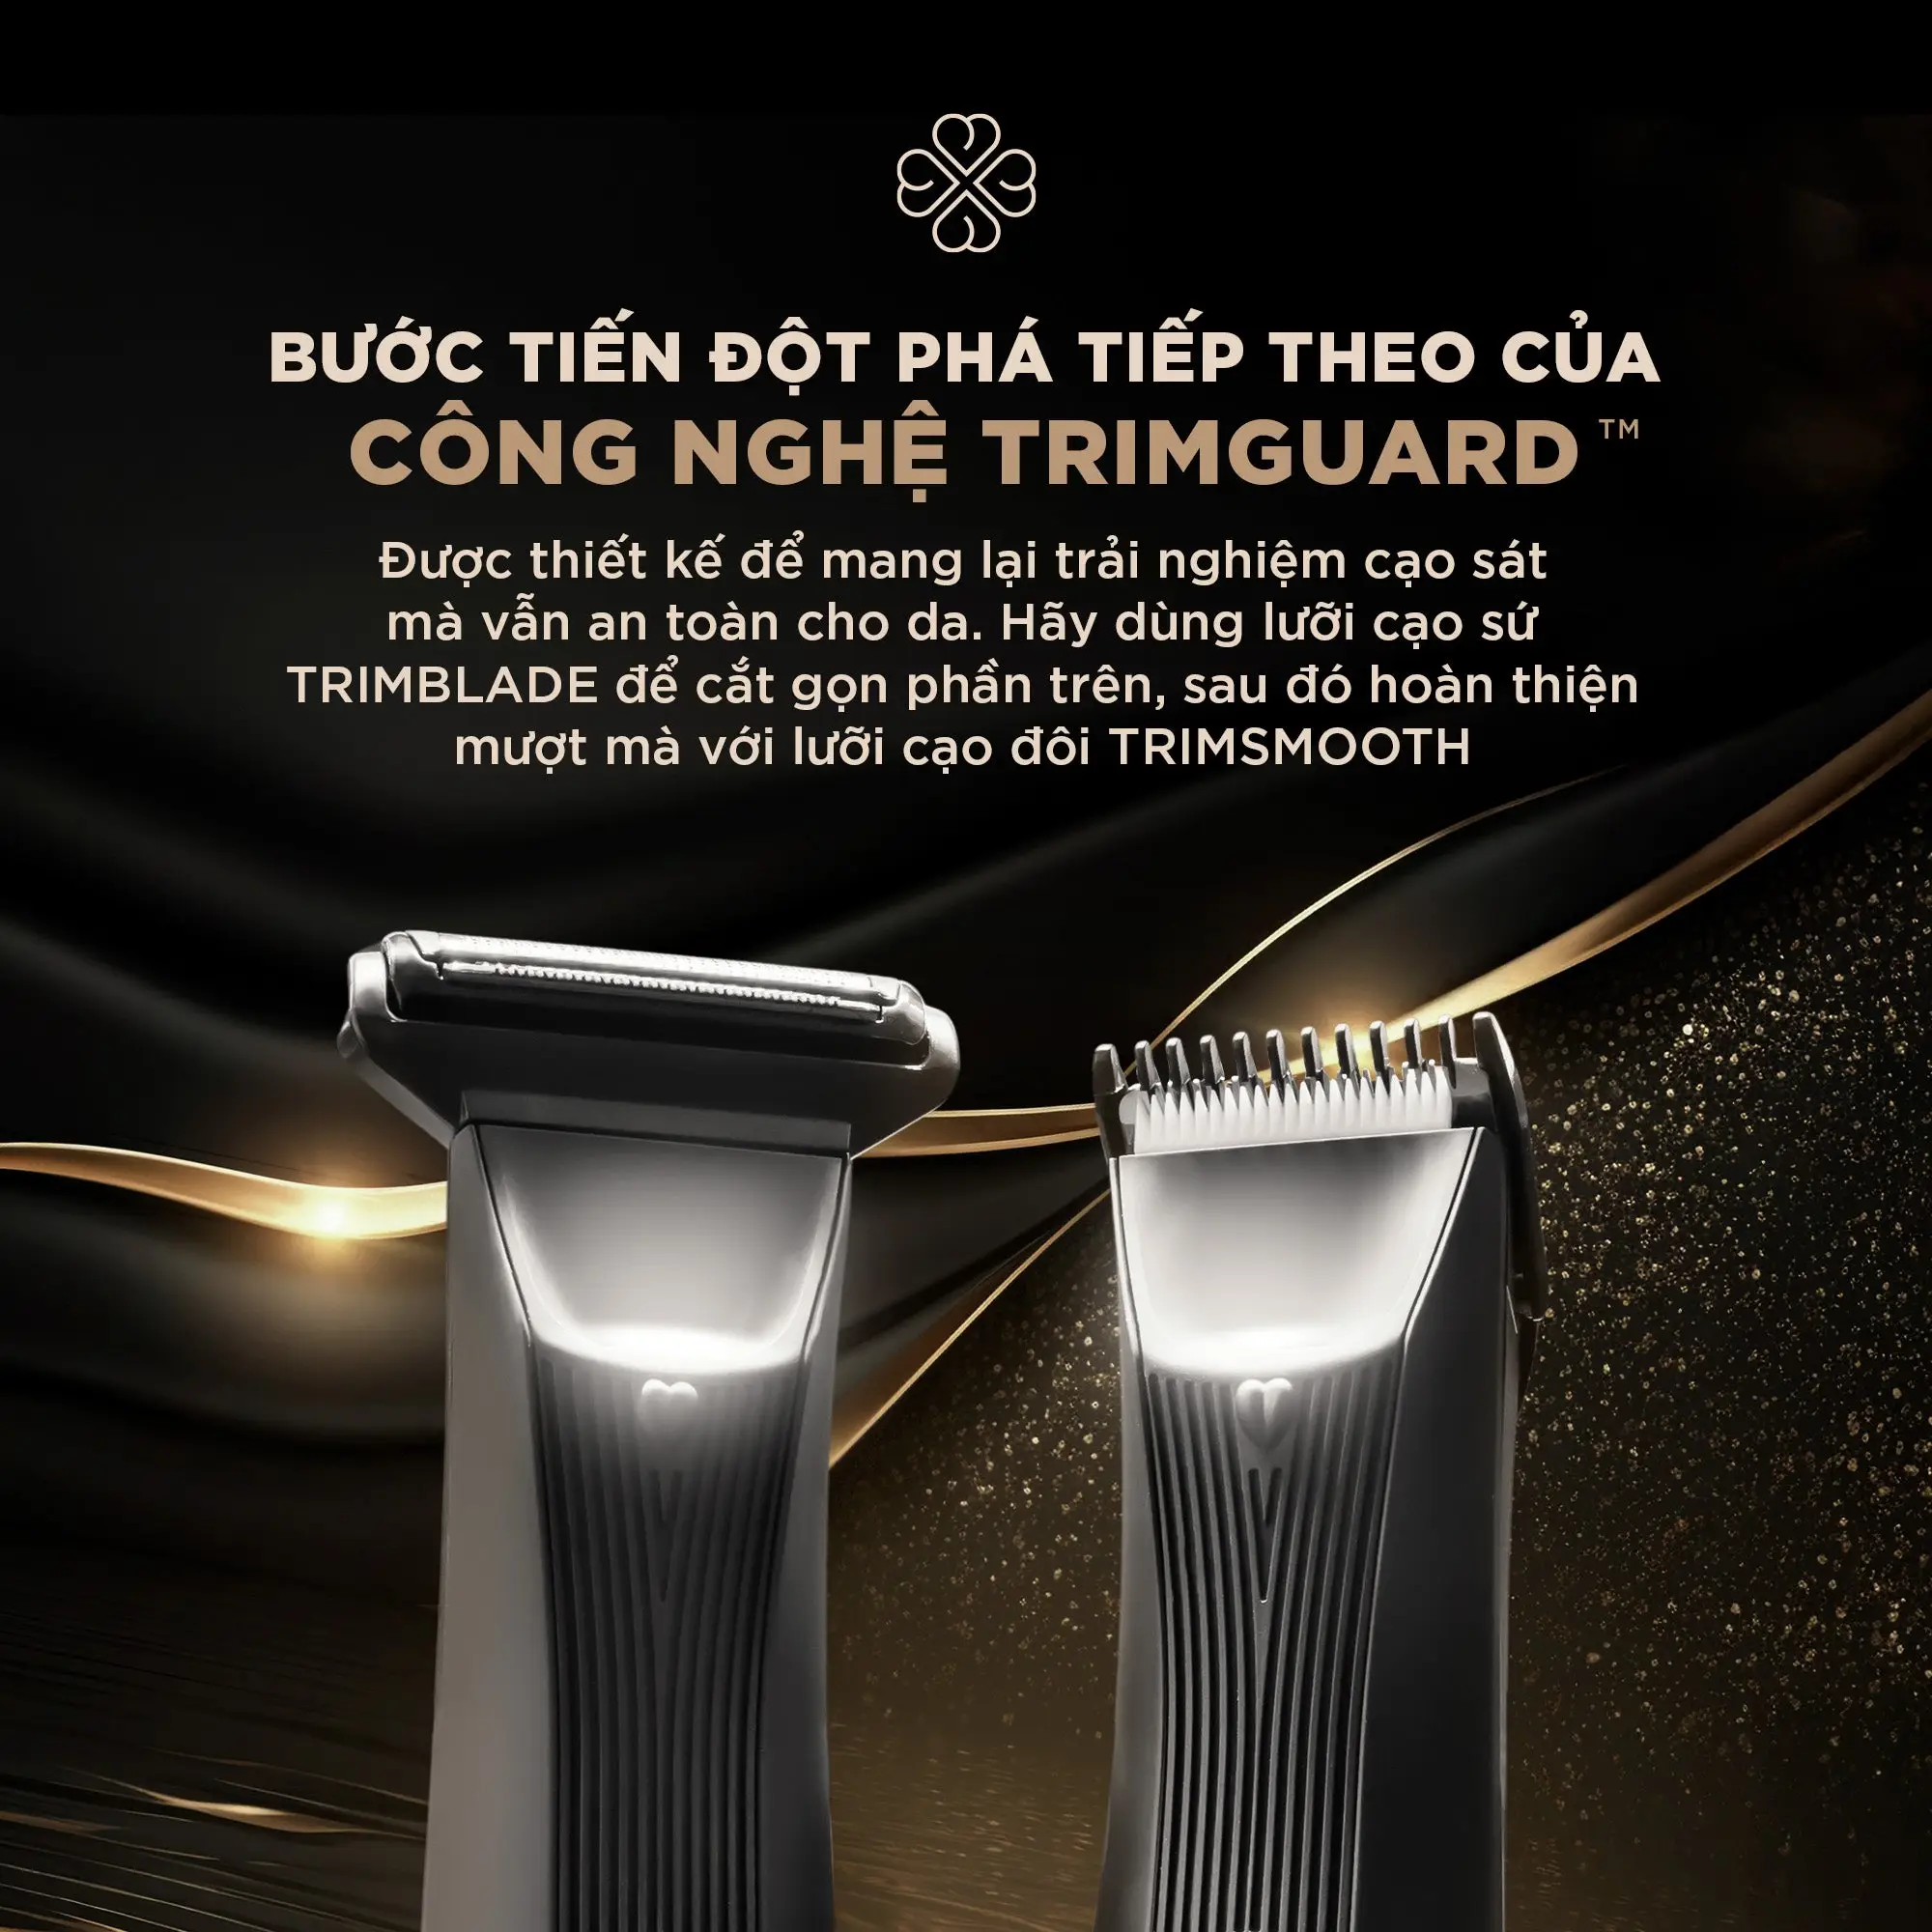 BƯỚC TIẾN ĐỘT PHÁ TIẾP THEO CỦA
CÔNG NGHỆ TRIMGUARD™
Được thiết kế để mang lại trải nghiệm cạo sát
mà vẫn an toàn cho da. Hãy dùng lưỡi cạo sứ
TRIMBLADE để cắt gọn phần trên, sau đó hoàn thiện
mượt mà với lưỡi cạo đôi TRIMSMOOTH